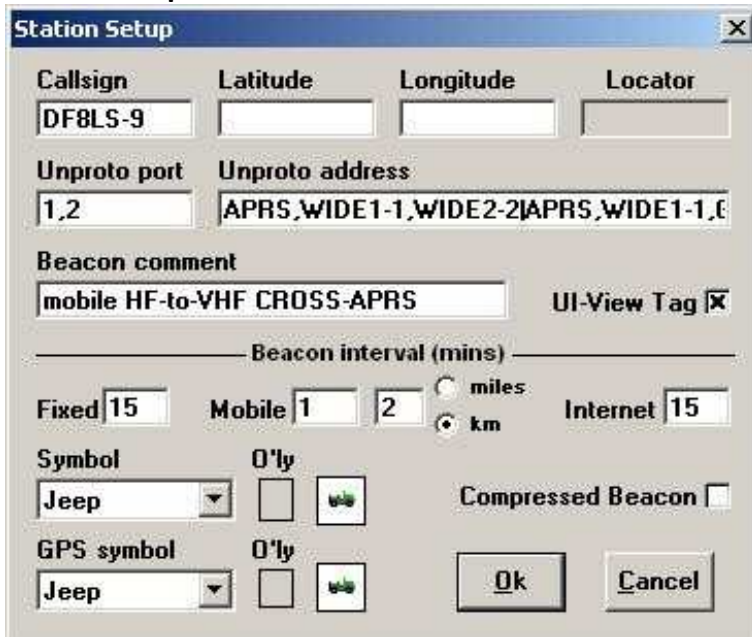 Station Setup
Callsign Latitude Longitude Locator
DF8LS-9
Unproto port Unproto address
1,2 APRS,WIDE1-1,WIDE2-2|APRS,WIDE1-1,
Beacon comment
mobile HF-to-VHF CROSS-APRS UI-View Tag
Beacon interval (mins)
Fixed 15 Mobile 1 2 miles km Internet 15
Symbol O'ly
Jeep Compressed Beacon
GPS symbol O'ly
Jeep Ok Cancel